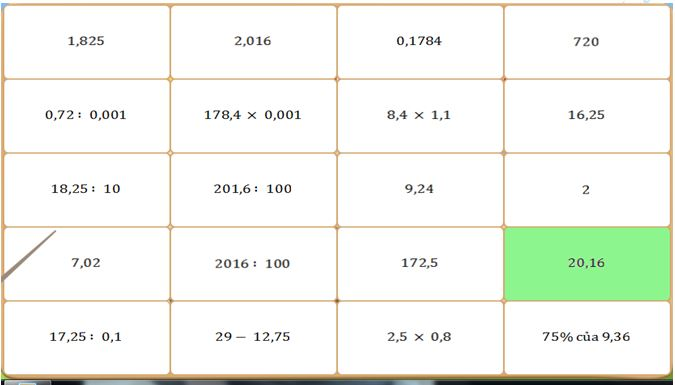 1,825 2,016 0,1784 720
0,72 : 0,001 178,4 × 0,001 8,4 × 1,1 16,25
18,25 : 10 201,6 : 100 9,24 2
7,02 2016 : 100 172,5 20,16
17,25 : 0,1 29 − 12,75 2,5 × 0,8 75% của 9,36